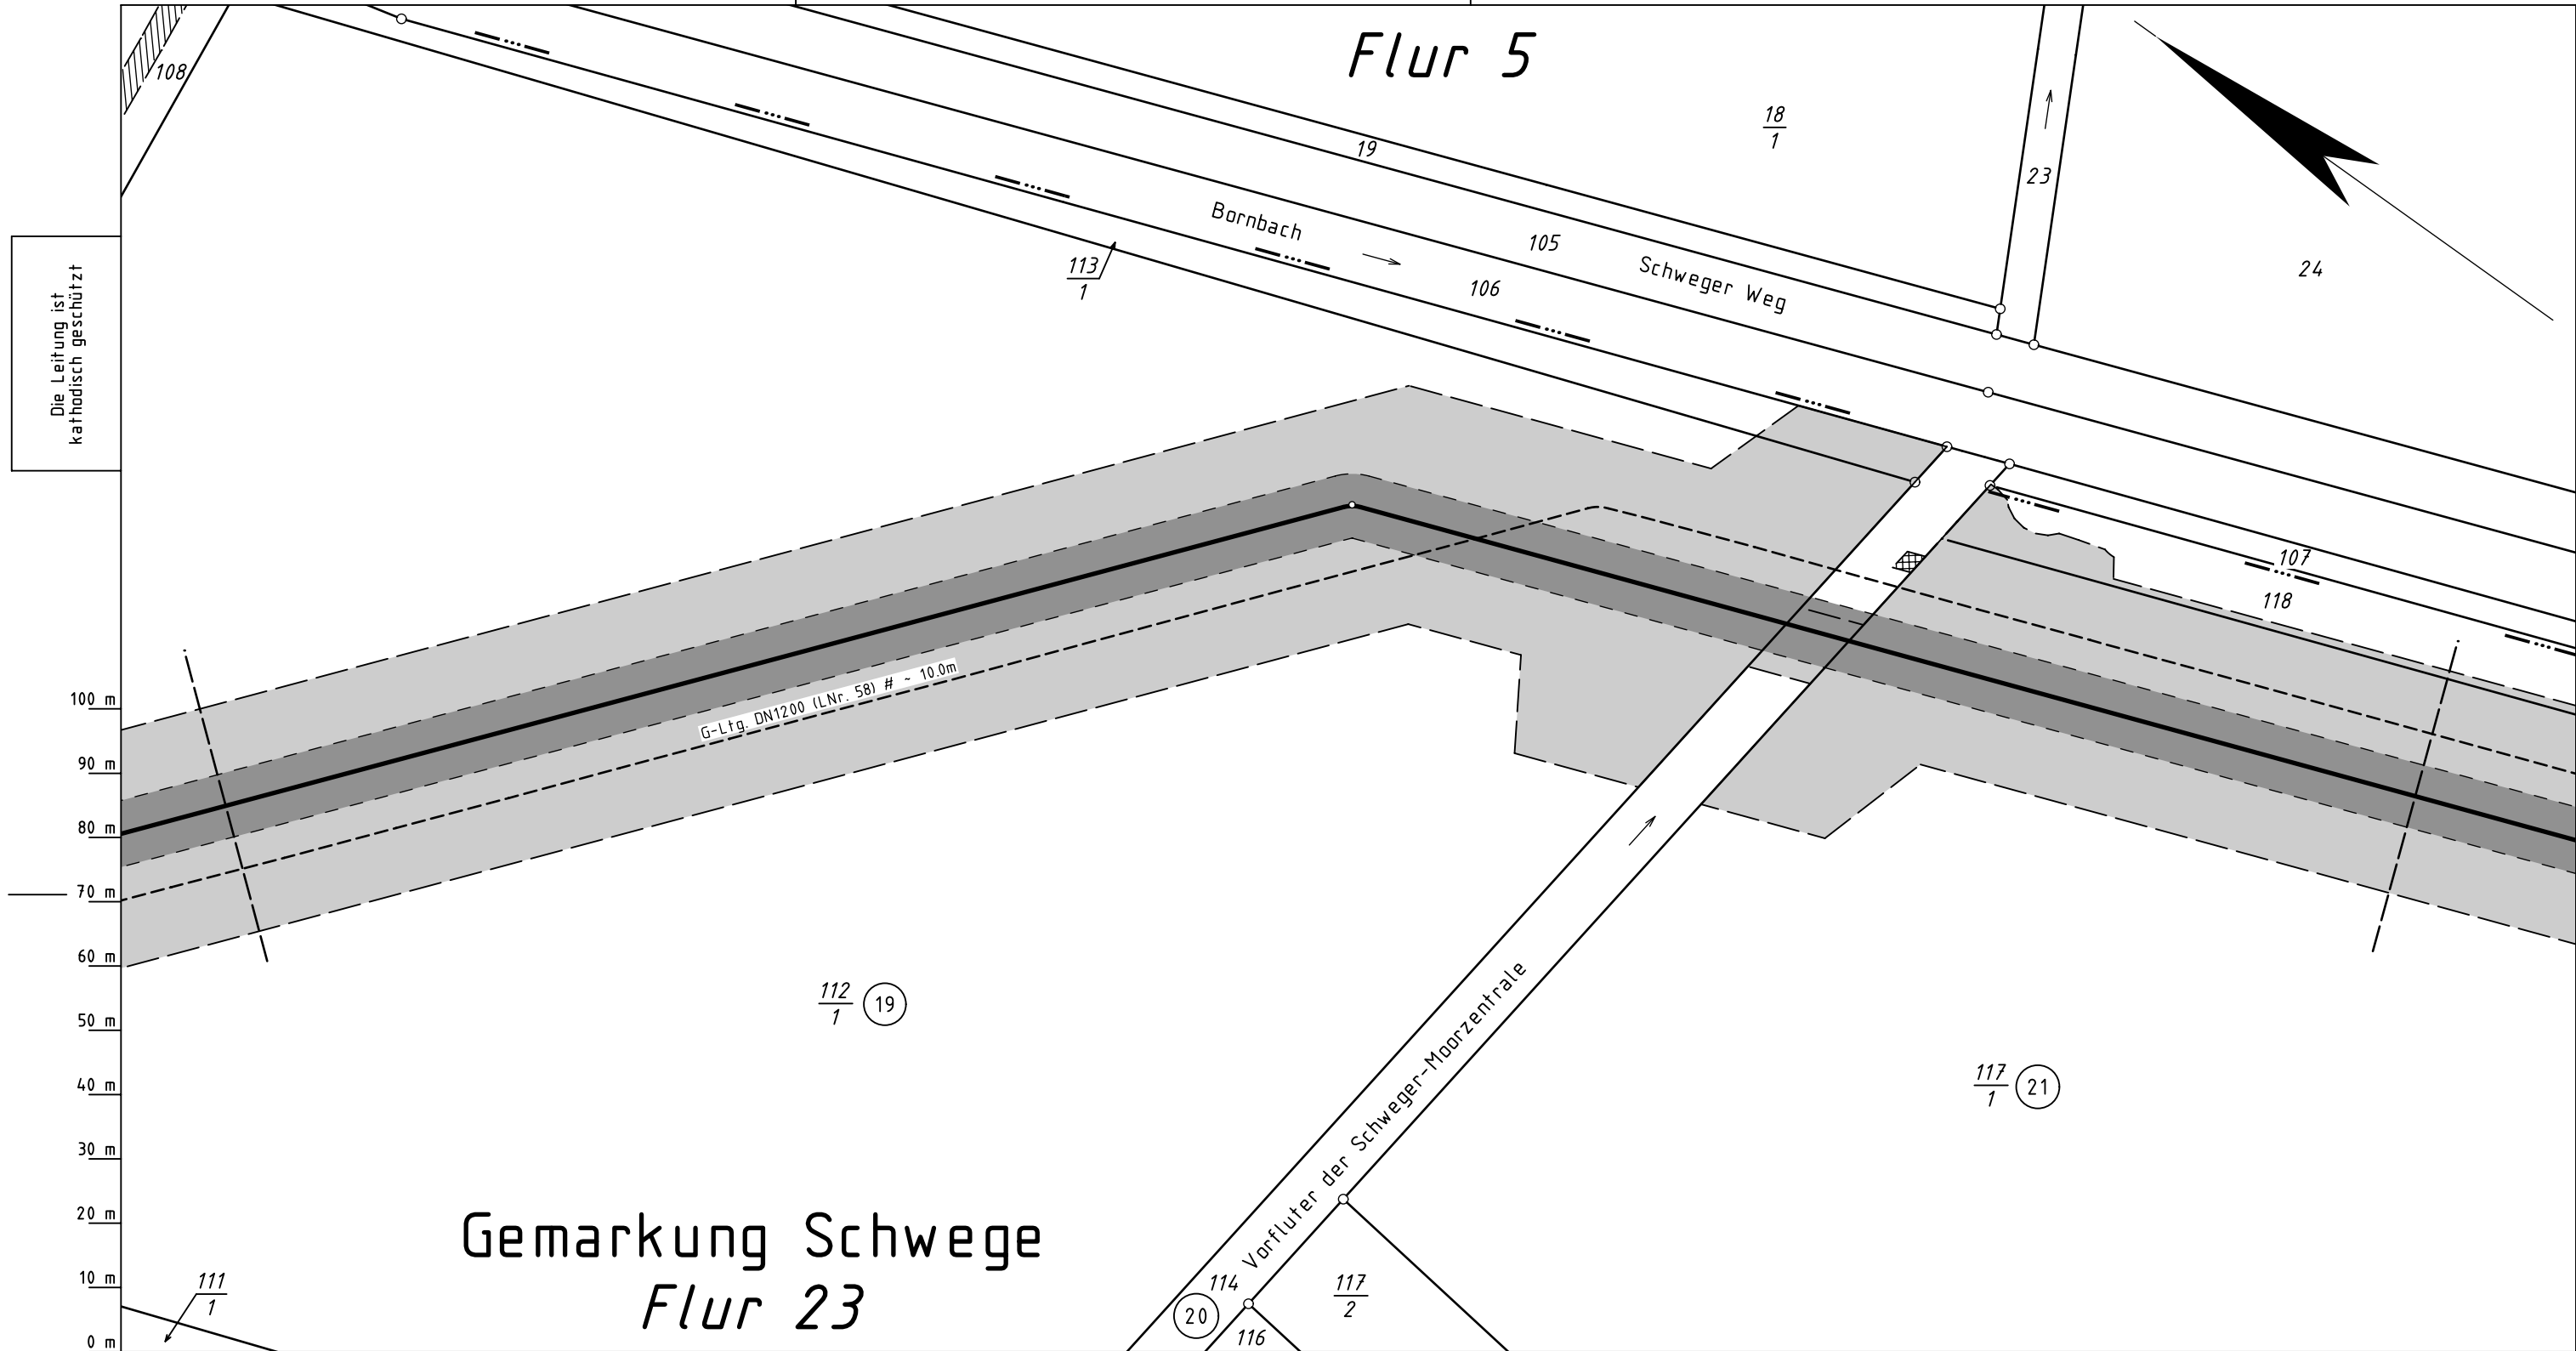 Flur 5
108
18
1
19
23
Bornbach
105
Schweger Weg
24
113
1
106
Die Leitung ist
kathodisch geschützt
107
118
G-Ltg. DN1200 (LNr. 58) # ~ 10.0m
100 m
90 m
80 m
70 m
60 m
50 m
40 m
30 m
20 m
10 m
0 m
112
1
19
117
1
21
Vorfluter der Schweger-Moorzentrale
Gemarkung Schwege
Flur 23
111
1
114
20
117
2
116